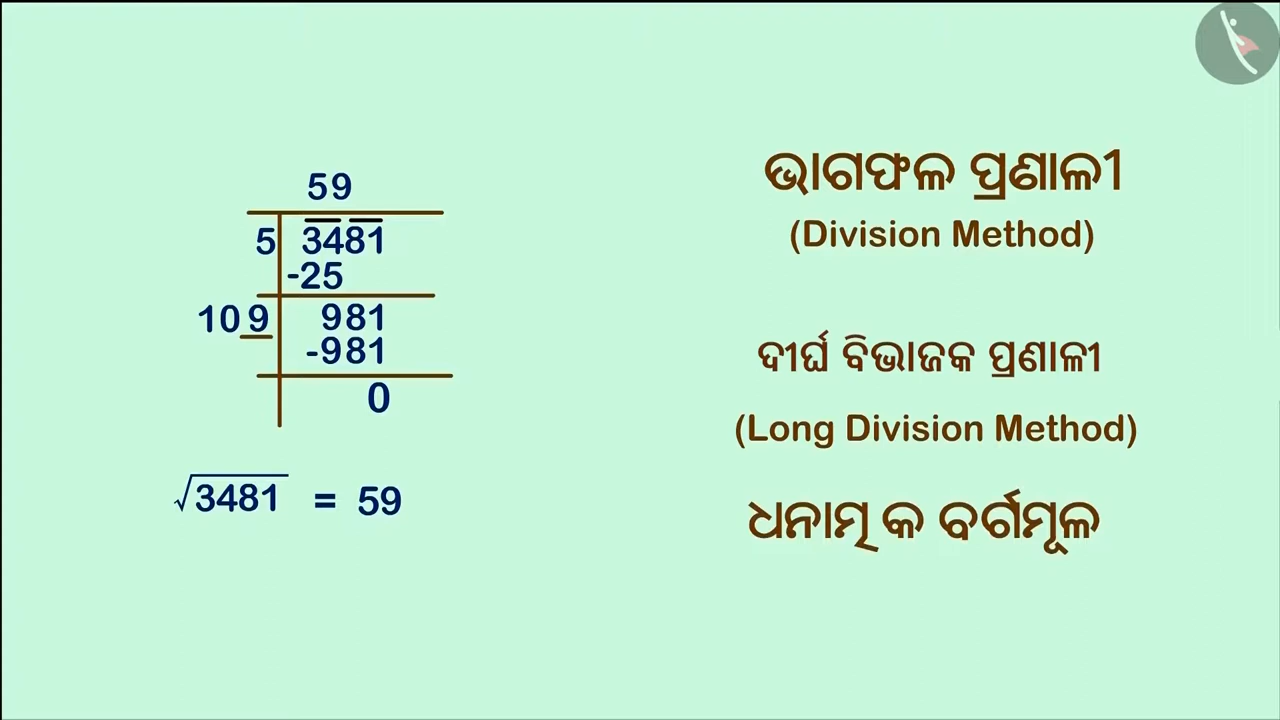 59
5 3481
-25
109 981
-981
0
√3481 = 59
ଭାଗଫଳ ପ୍ରଣାଳୀ
(Division Method)
ଦୀର୍ଘ ବିଭାଜକ ପ୍ରଣାଳୀ
(Long Division Method)
ଧନାତ୍ମକ ବର୍ଗମୂଳ